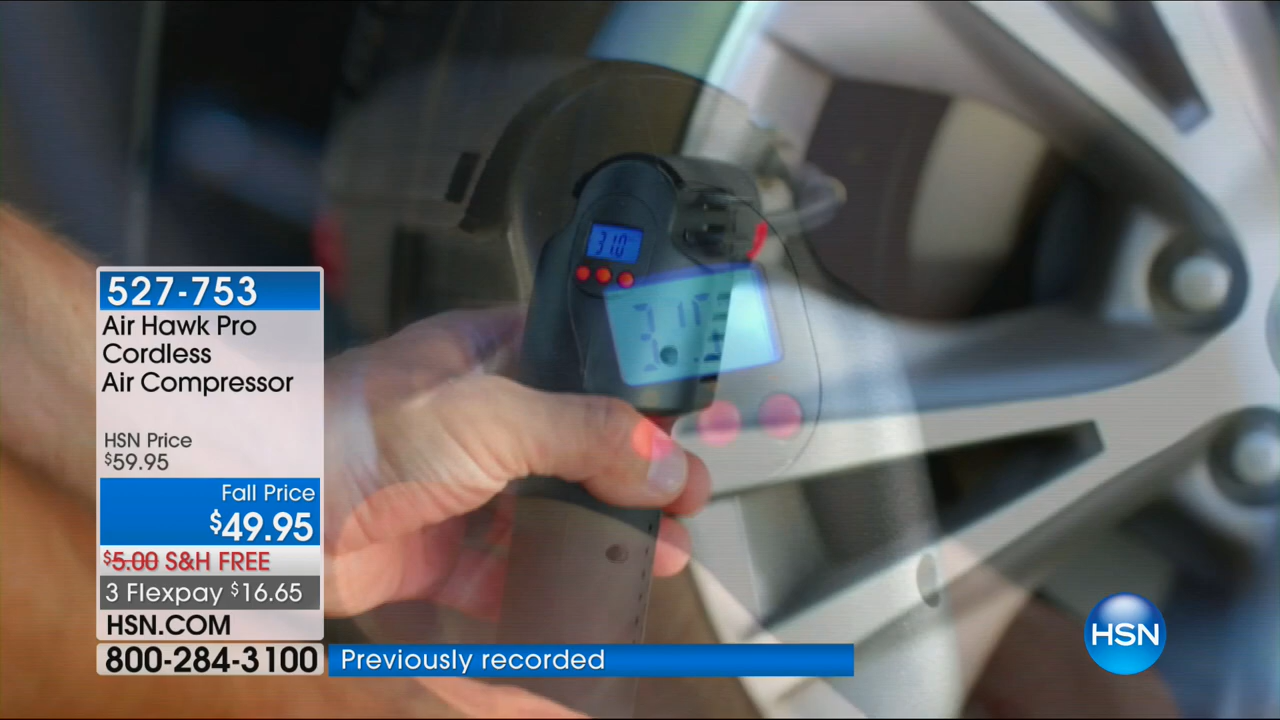 527-753
Air Hawk Pro
Cordless
Air Compressor
HSN Price
$59.95
Fall Price
$49.95
$5.00 S&H FREE
3 Flexpay $16.65
HSN.COM
800-284-3100
Previously recorded
HSN
310